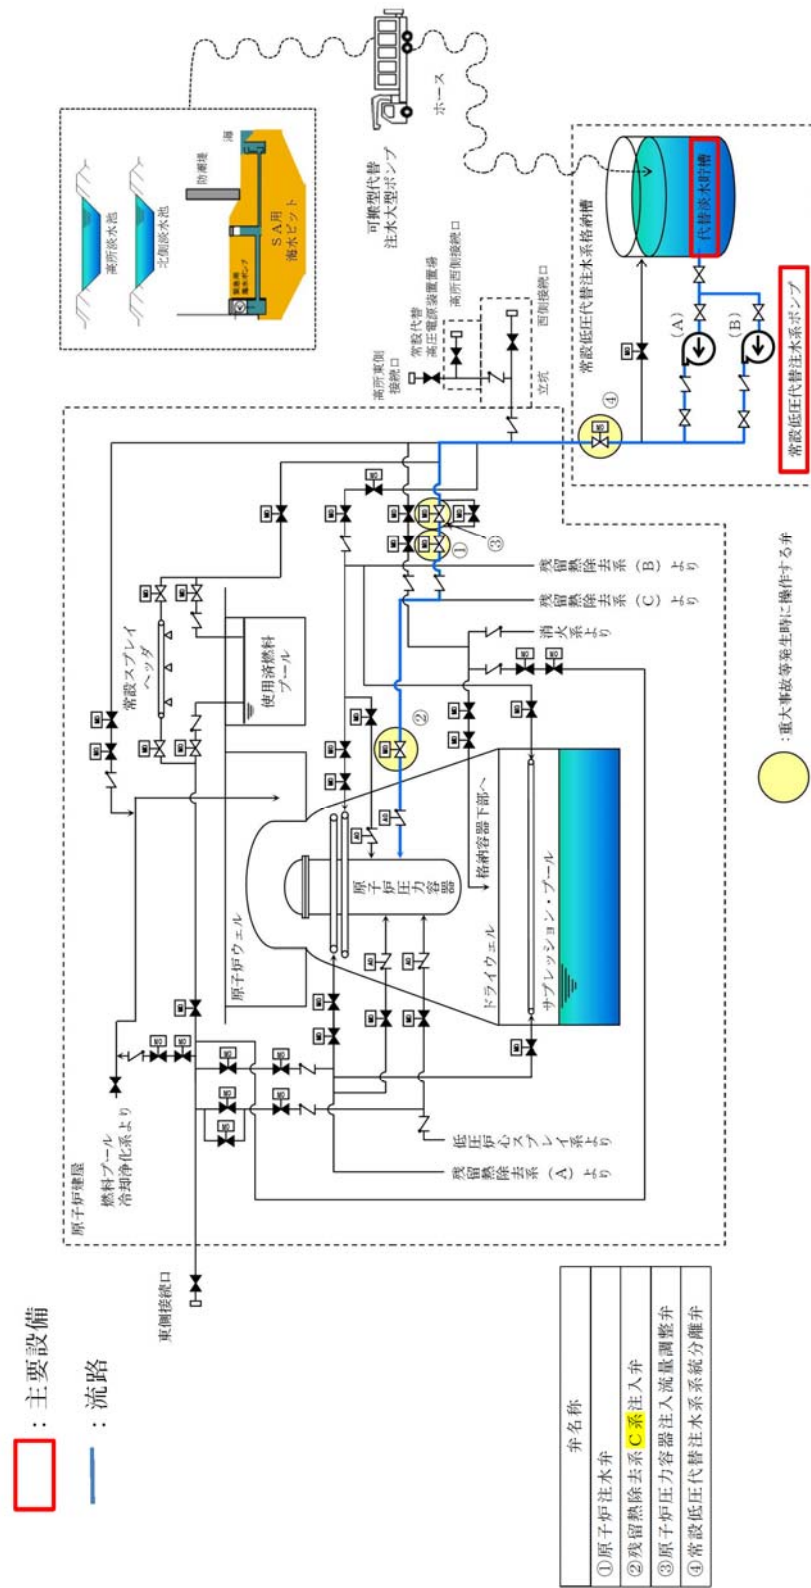 ：主要設備
：流路
弁名称
①原子炉注水弁
②残留熱除去系C系注入弁
③原子炉圧力容器注入流量調整弁
④常設低圧代替注水系系統分離弁
東側接続口
原子炉建屋
燃料プール
冷却浄化系より
原子炉ウェル
常設スプレイ
ヘッダ
使用済燃料
プール
原子炉圧力容器
ドライウェル
格納容器下部へ
サプレッション・プール
残留熱除去系（A）より
低圧炉心スプレイ系より
残留熱除去系（B）より
残留熱除去系（C）より
消火系より
①
②
③
④
MO
AO
高所東側
接続口
常設代替
高圧電源装置置場
高所西側接続口
西側接続口
立坑
高所淡水池
北側淡水池
防潮堤
海
緊急用
海水ポンプ
ＳＡ用
海水ピット
可搬型代替
注水大型ポンプ
ホース
常設低圧代替注水系格納槽
代替淡水貯槽
(A)
(B)
常設低圧代替注水系ポンプ
：重大事故等発生時に操作する弁